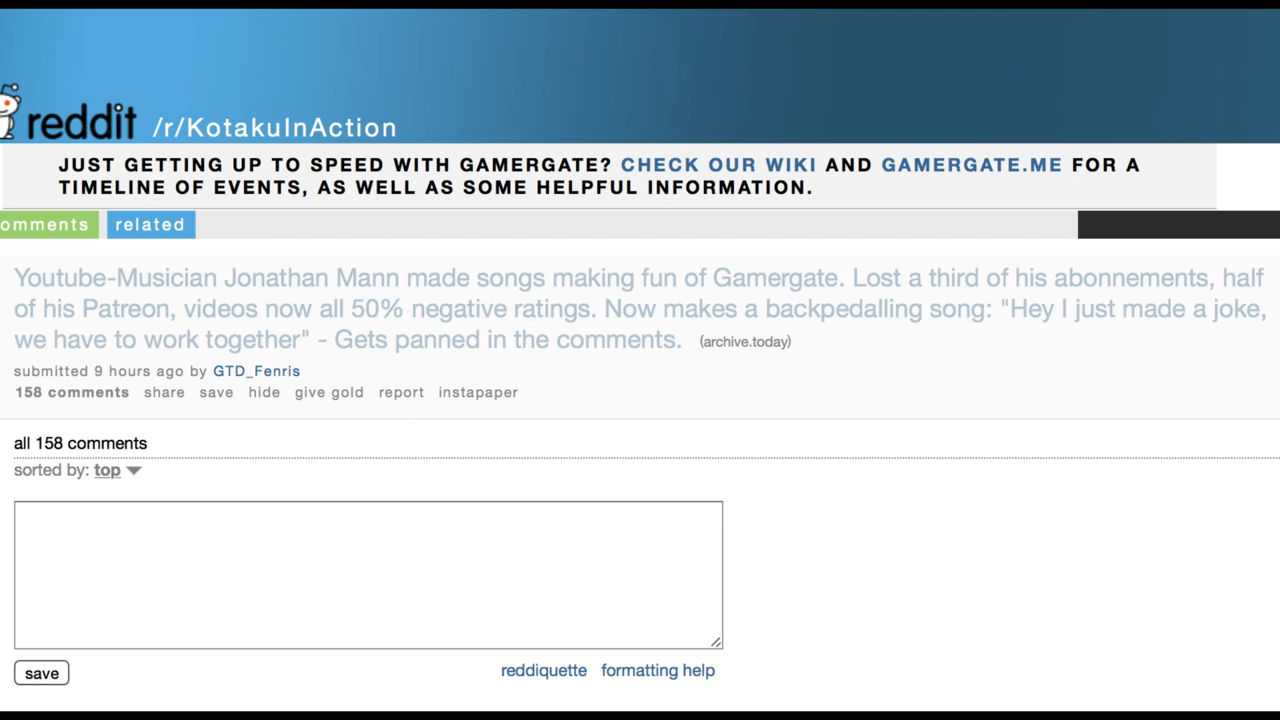 reddit /r/KotakuInAction
JUST GETTING UP TO SPEED WITH GAMERGATE? CHECK OUR WIKI AND GAMERGATE.ME FOR A
TIMELINE OF EVENTS, AS WELL AS SOME HELPFUL INFORMATION.
omments related
Youtube-Musician Jonathan Mann made songs making fun of Gamergate. Lost a third of his abonnements, half
of his Patreon, videos now all 50% negative ratings. Now makes a backpedalling song: "Hey I just made a joke,
we have to work together" - Gets panned in the comments. (archive.today)
submitted 9 hours ago by GTD_Fenris
158 comments share save hide give gold report instapaper
all 158 comments
sorted by: top
save reddiquette formatting help